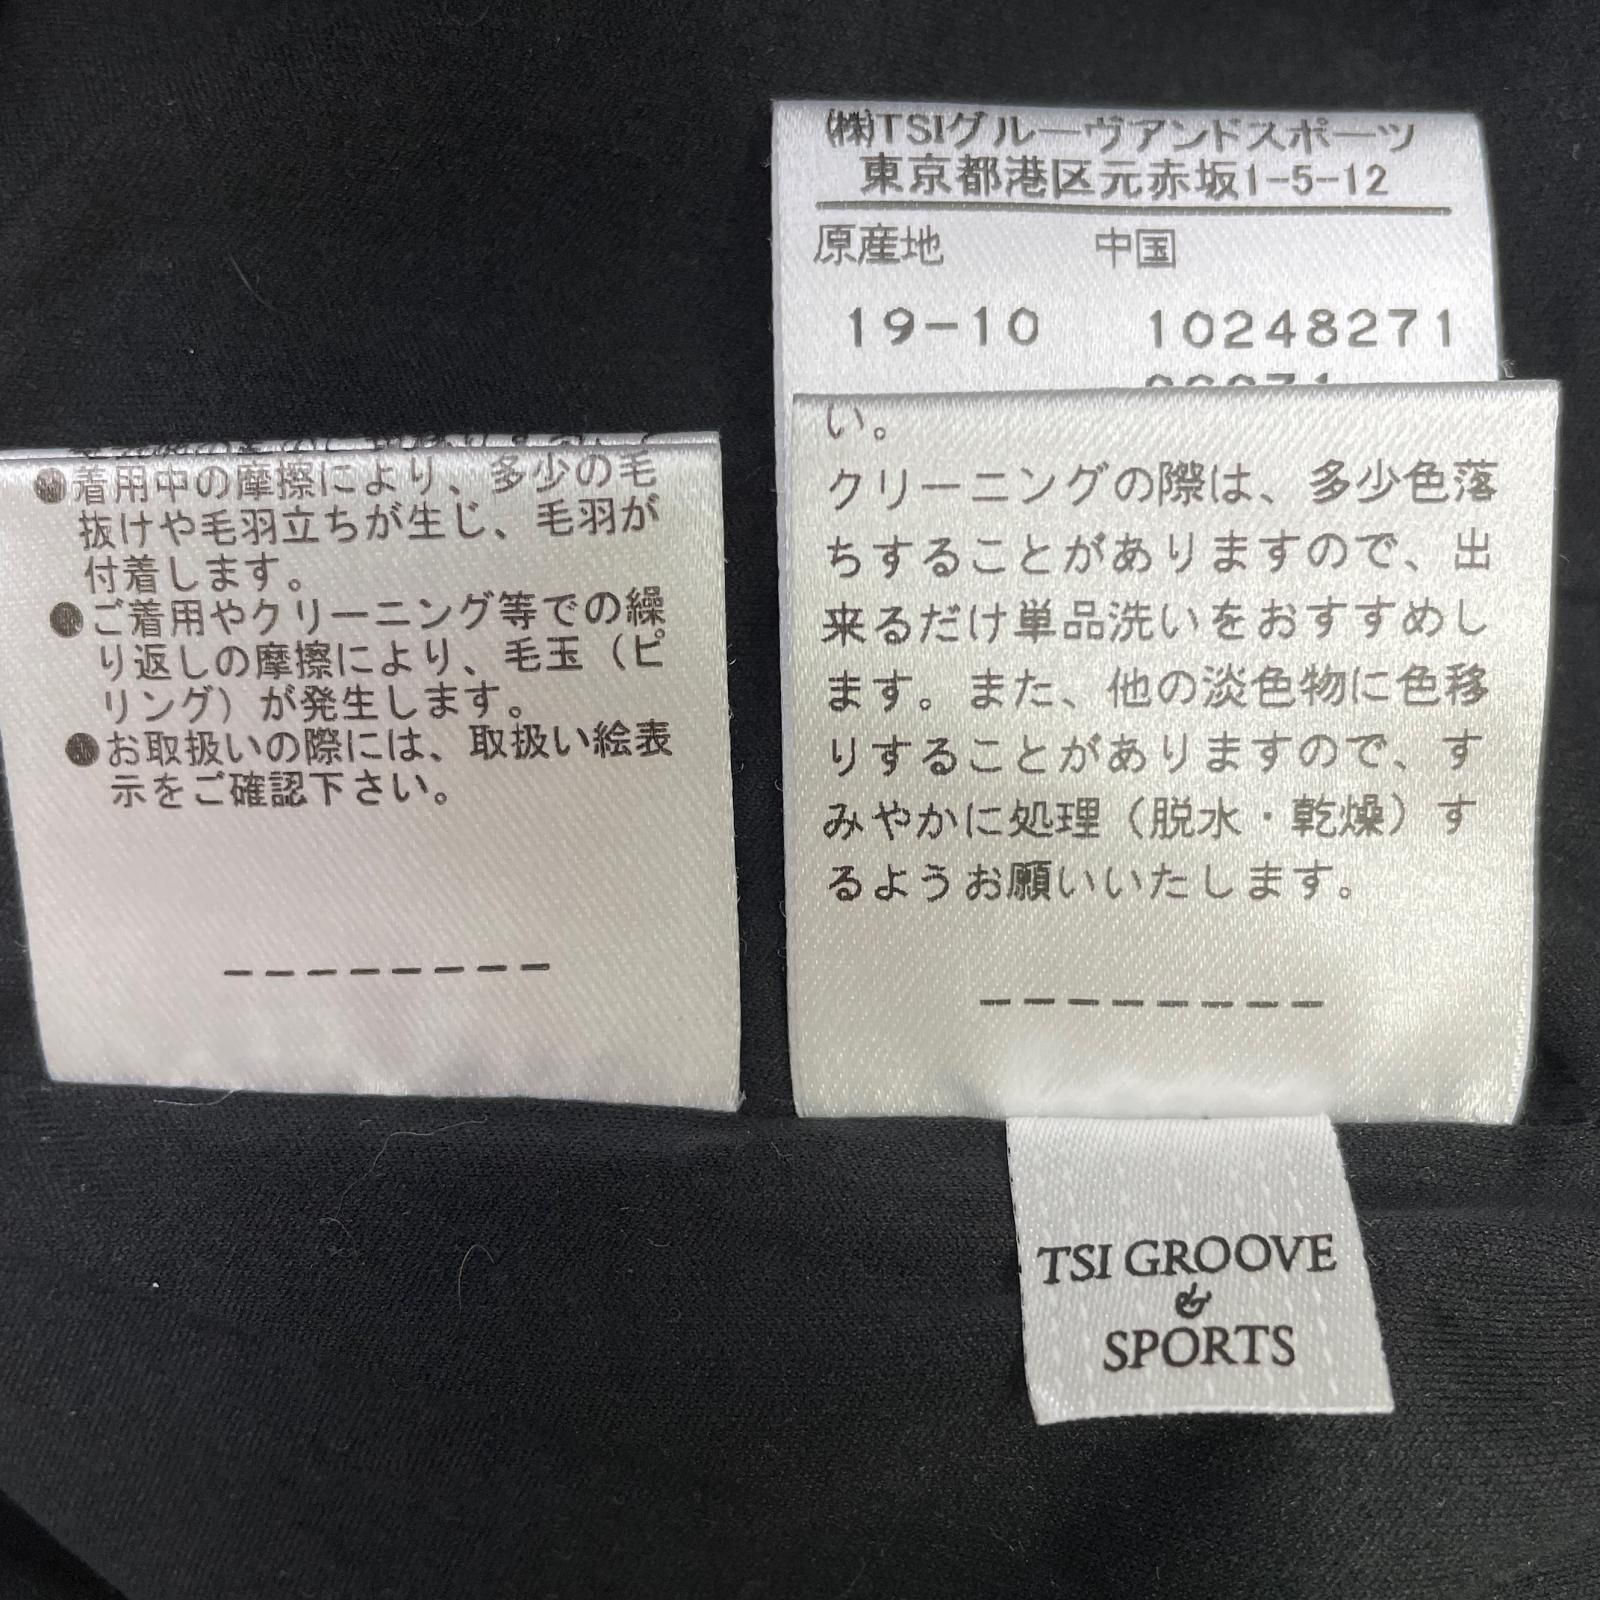 ●着用中の摩擦により、多少の毛
抜けや毛羽立ちが生じ、毛羽が
付着します。
●ご着用やクリーニング等での繰
り返しの摩擦により、毛玉（ピ
リング）が発生します。
●お取扱いの際には、取扱い絵表
示をご確認下さい。
--------
㈱TSIグルーヴアンドスポーツ
東京都港区元赤坂1-5-12
原産地 中国
19-10 10248271
い。
クリーニングの際は、多少色落
ちすることがありますので、出
来るだけ単品洗いをおすすめし
ます。また、他の淡色物に色移
りすることがありますので、す
みやかに処理（脱水・乾燥）す
るようお願いいたします。
--------
TSI GROOVE
&
SPORTS